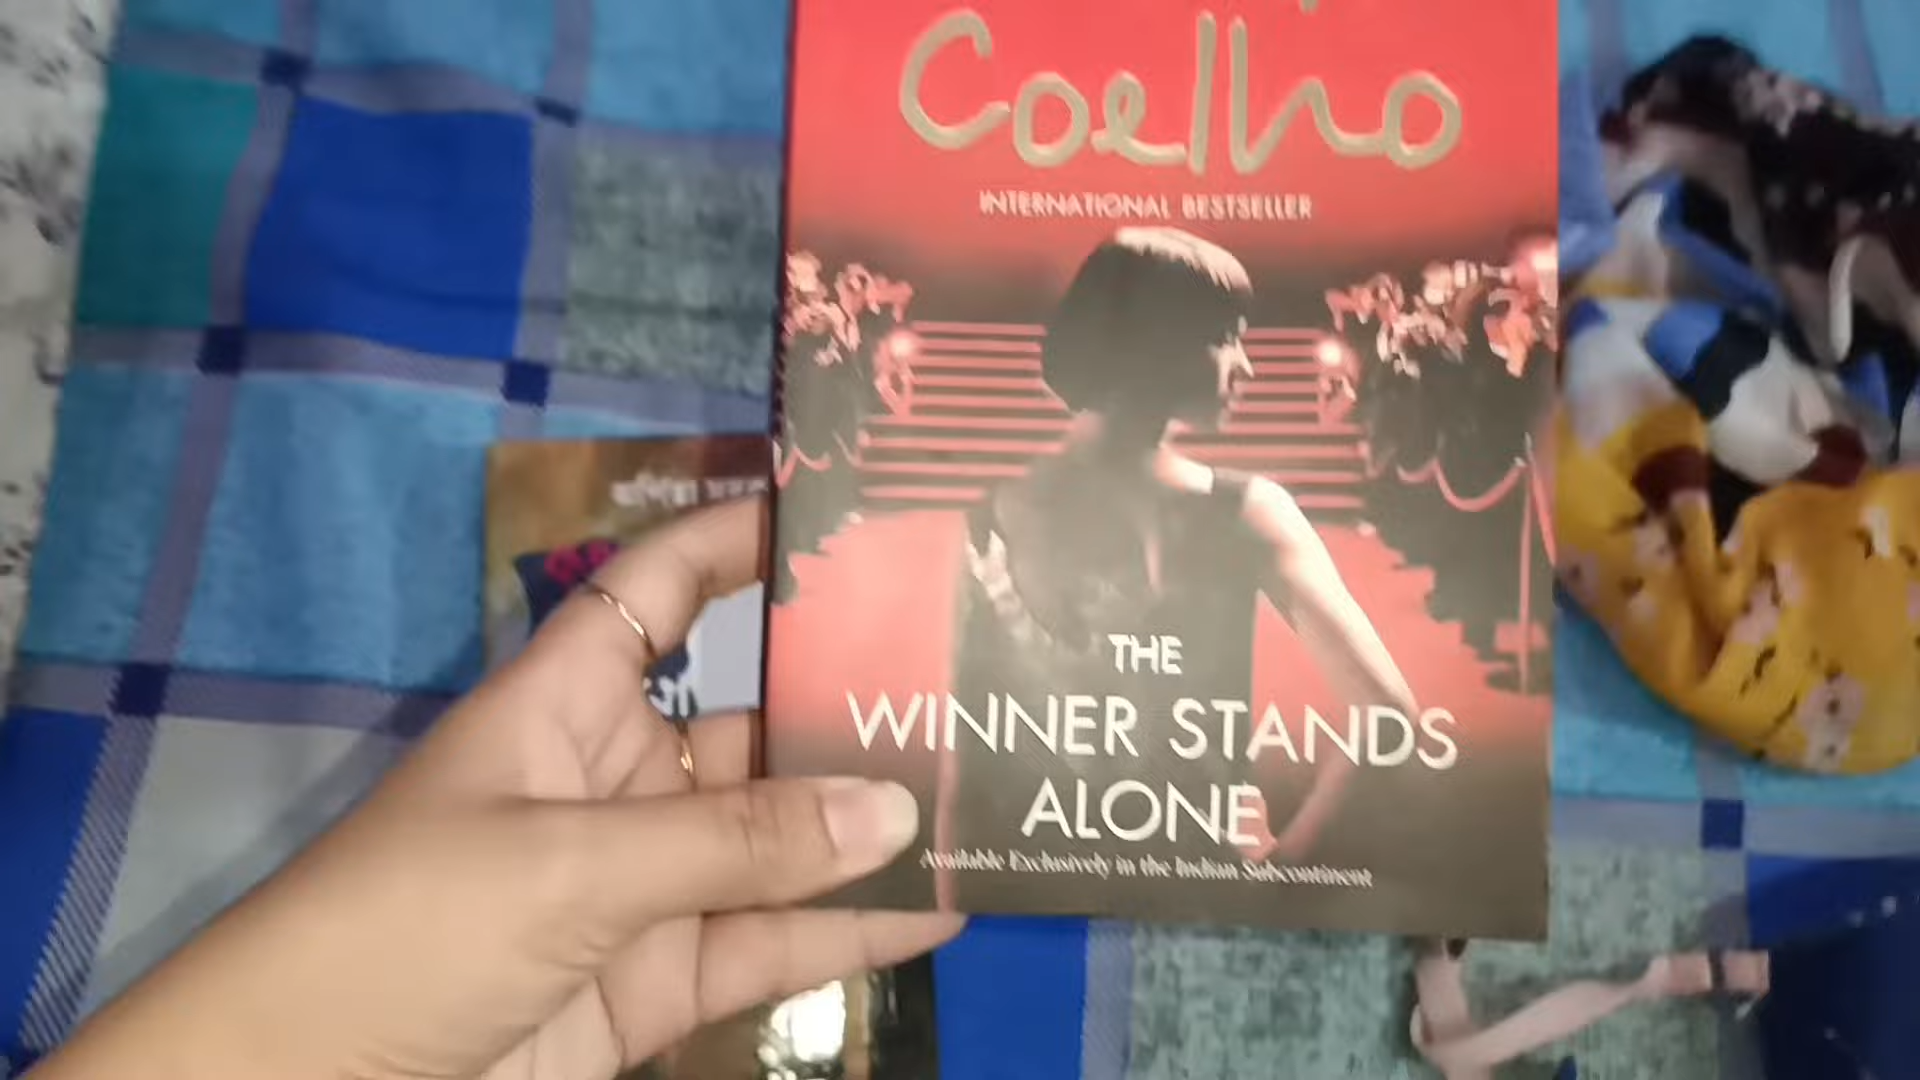 Coelho
INTERNATIONAL BESTSELLER
THE
WINNER STANDS
ALONE
Available Exclusively in the Indian Subcontinent